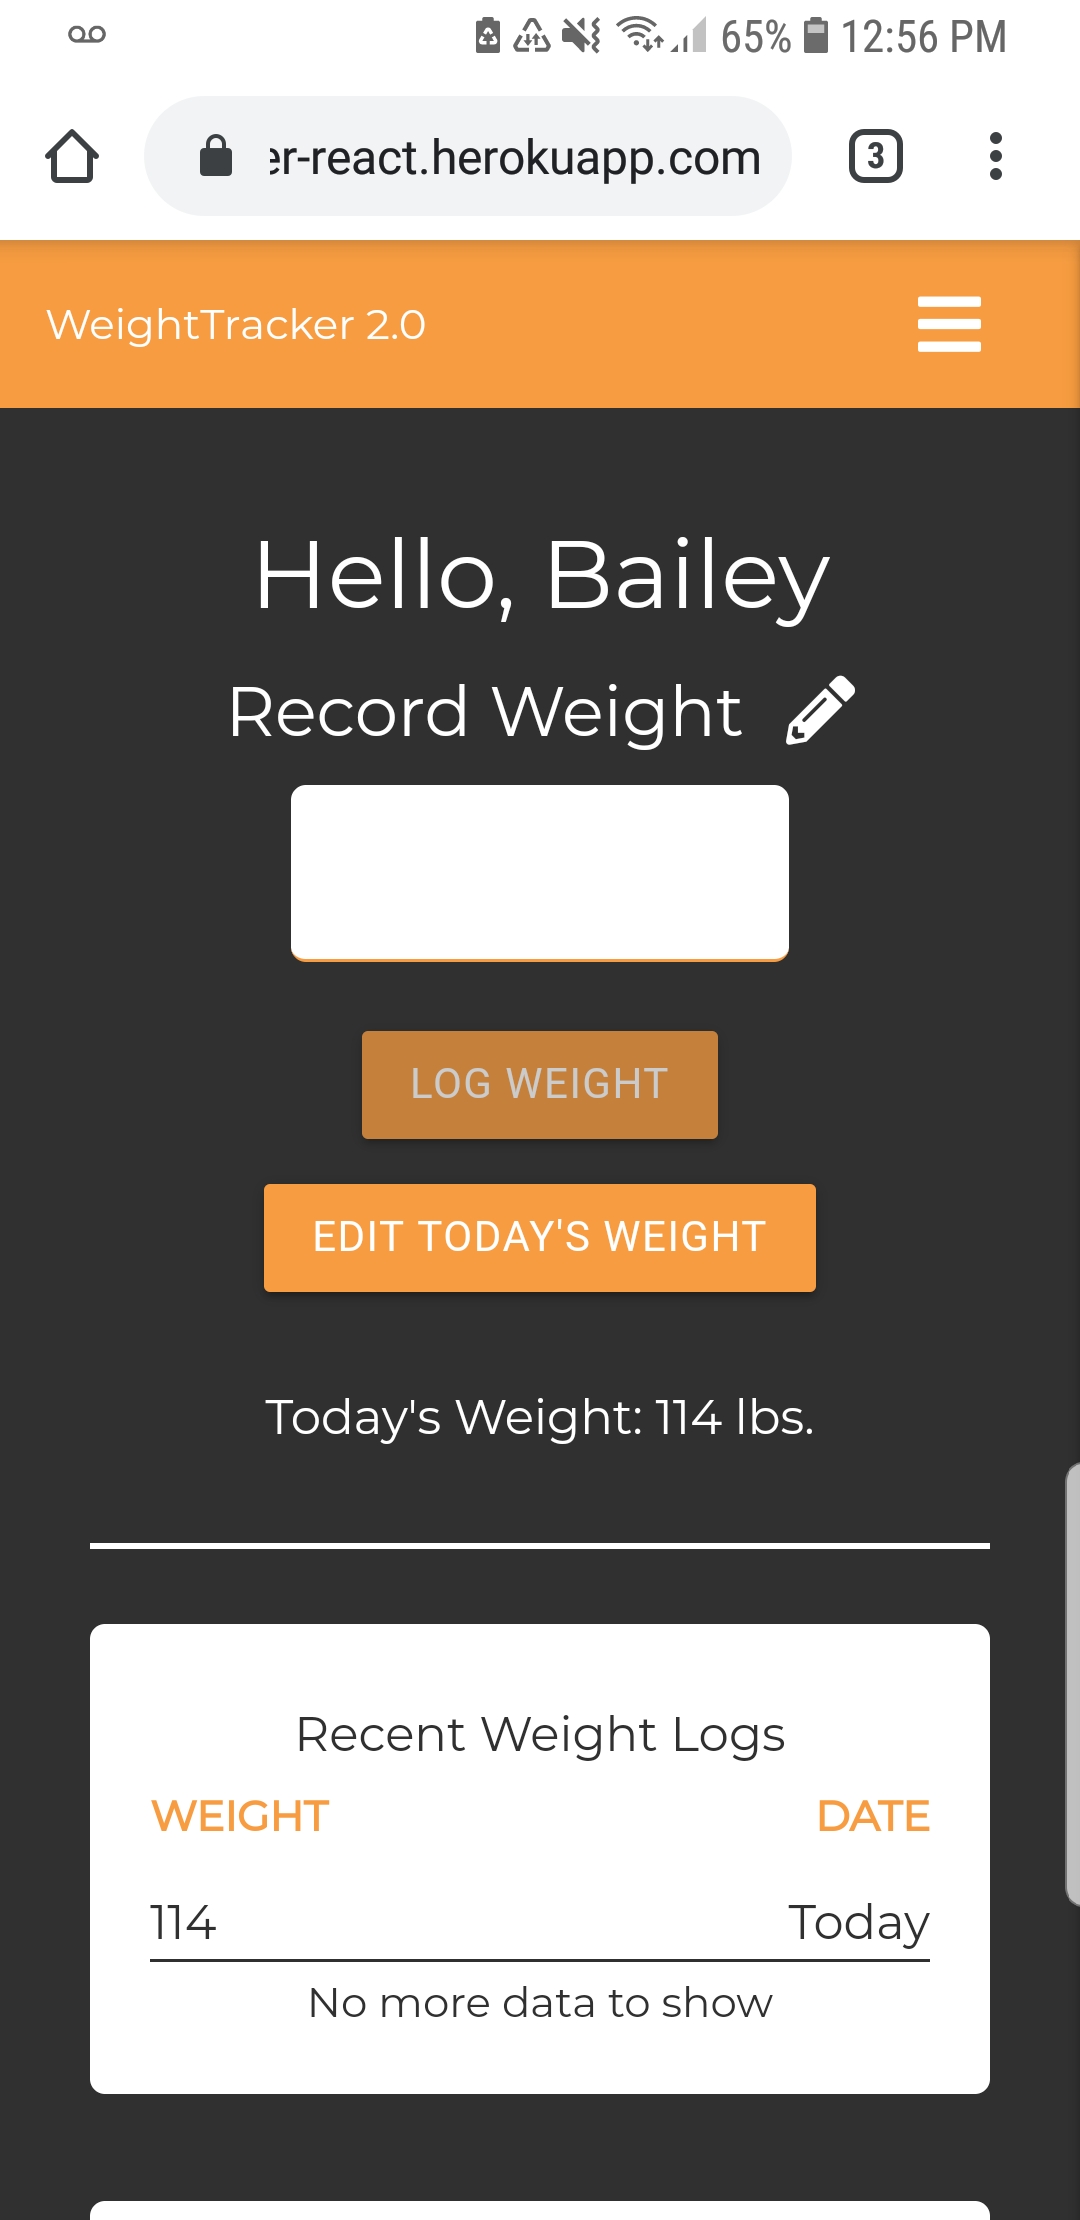 65% 12:56 PM
er-react.herokuapp.com
3
WeightTracker 2.0
Hello, Bailey
Record Weight
LOG WEIGHT
EDIT TODAY'S WEIGHT
Today's Weight: 114 lbs.
Recent Weight Logs
WEIGHT DATE
114 Today
No more data to show